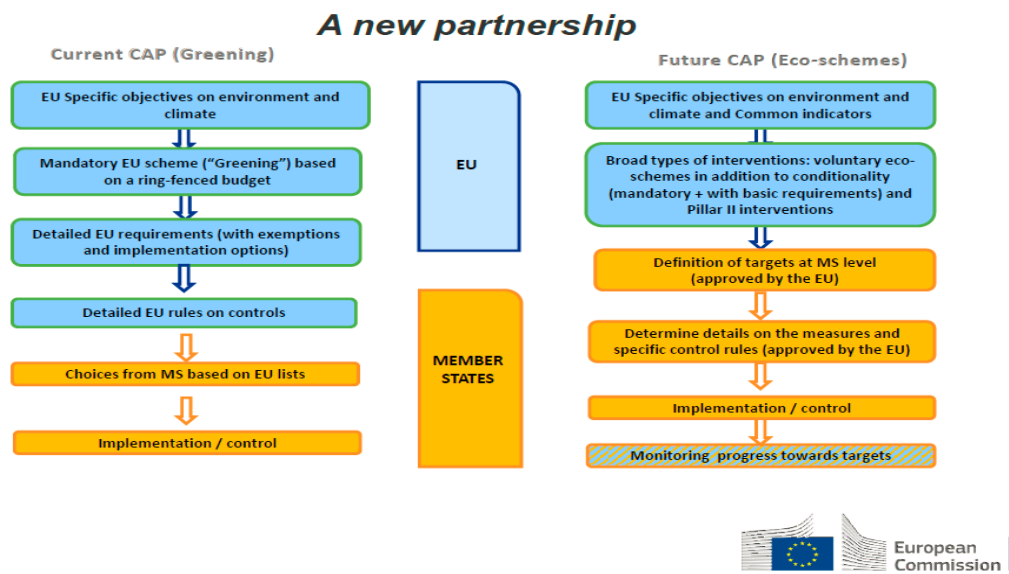 A new partnership
Current CAP (Greening)
EU Specific objectives on environment and
climate
Mandatory EU scheme (“Greening”) based
on a ring-fenced budget
Detailed EU requirements (with exemptions
and implementation options)
Detailed EU rules on controls
Choices from MS based on EU lists
Implementation / control
EU
MEMBER
STATES
Future CAP (Eco-schemes)
EU Specific objectives on environment and
climate and Common indicators
Broad types of interventions: voluntary eco-
schemes in addition to conditionality
(mandatory + with basic requirements) and
Pillar II interventions
Definition of targets at MS level
(approved by the EU)
Determine details on the measures and
specific control rules (approved by the EU)
Implementation / control
Monitoring progress towards targets
European
Commission